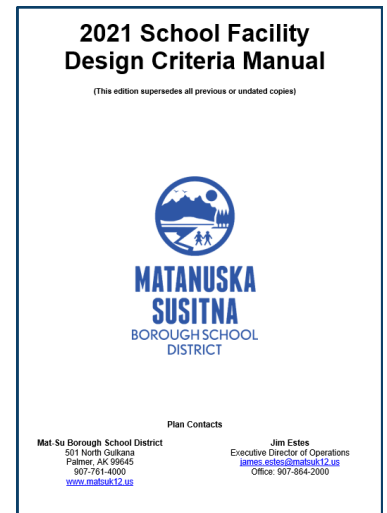 2021 School Facility
Design Criteria Manual
(This edition supersedes all previous or undated copies)
MATANUSKA
SUSITNA
BOROUGH SCHOOL
DISTRICT
Plan Contacts
Mat-Su Borough School District
501 North Gulkana
Palmer, AK 99645
907-761-4000
www.matsuk12.us
Jim Estes
Executive Director of Operations
james.estes@matsuk12.us
Office: 907-864-2000